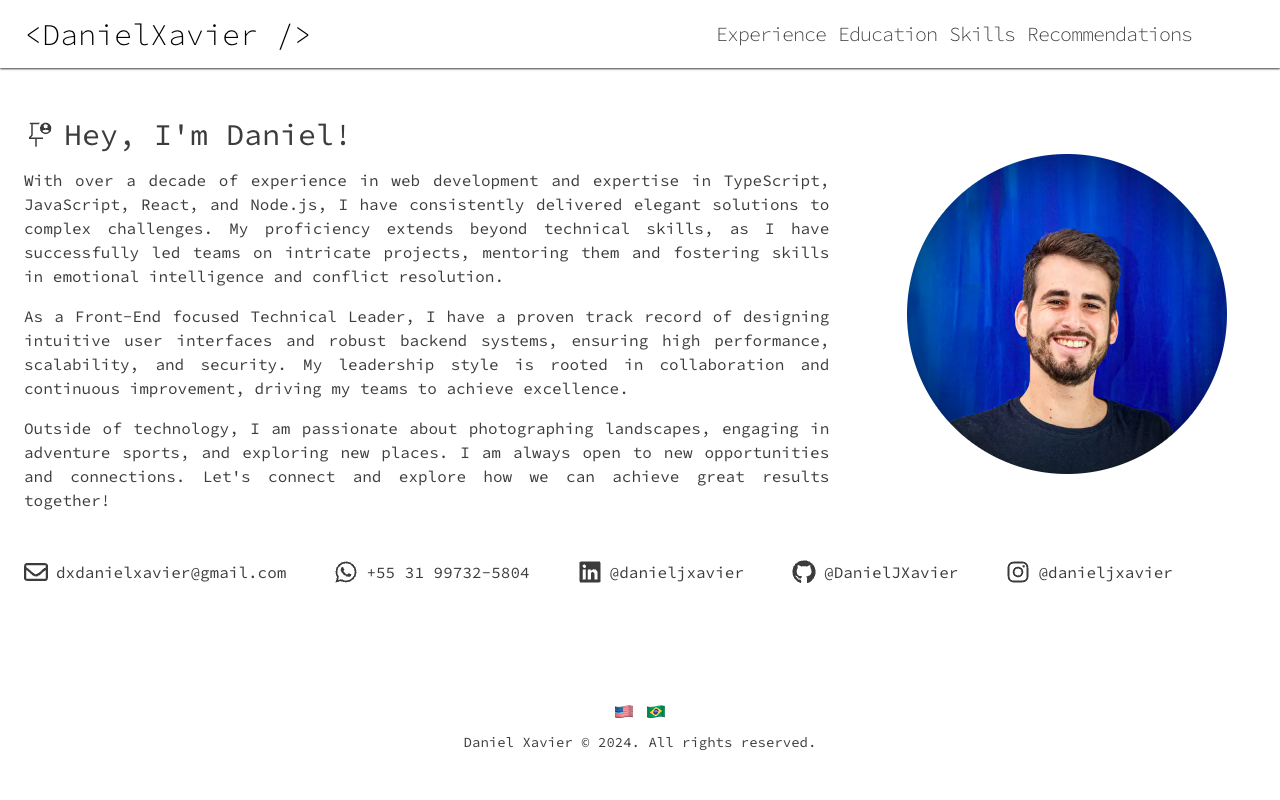 <DanielXavier />
Experience Education Skills Recommendations
Hey, I'm Daniel!
With over a decade of experience in web development and expertise in TypeScript,
JavaScript, React, and Node.js, I have consistently delivered elegant solutions to
complex challenges. My proficiency extends beyond technical skills, as I have
successfully led teams on intricate projects, mentoring them and fostering skills
in emotional intelligence and conflict resolution.
As a Front-End focused Technical Leader, I have a proven track record of designing
intuitive user interfaces and robust backend systems, ensuring high performance,
scalability, and security. My leadership style is rooted in collaboration and
continuous improvement, driving my teams to achieve excellence.
Outside of technology, I am passionate about photographing landscapes, engaging in
adventure sports, and exploring new places. I am always open to new opportunities
and connections. Let's connect and explore how we can achieve great results
together!
dxdanielxavier@gmail.com +55 31 99732-5804 @danieljxavier @DanielJXavier @danieljxavier
Daniel Xavier © 2024. All rights reserved.